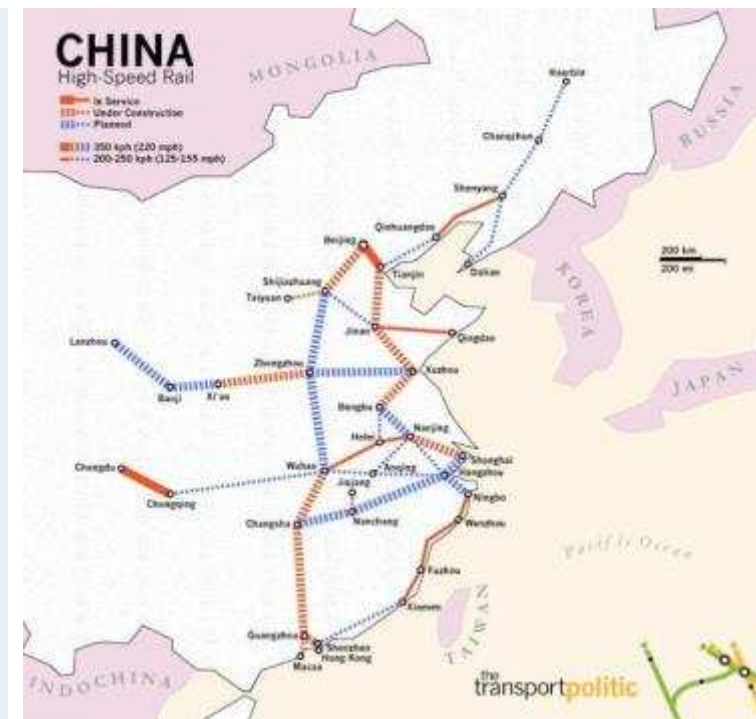 CHINA
High-Speed Rail
In Service
Under Construction
Planned
350 kph (220 mph)
200-250 kph (125-155 mph)
MONGOLIA
RUSSIA
Haerbin
Changzhun
Shenyang
Qinhuangdao
Beijing
Tianjin
Dalian
200 km
200 mi
KOREA
Shijiazhuang
Taiyuan
Jinan
Qingdao
Lanzhou
Zhengzhou
Xuzhou
JAPAN
Baoji
Xi'an
Bengbu
Nanjing
Hefei
Shanghai
Chengdu
Wuhan
Anqing
Hangzhou
Chongqing
Jiujang
Ningbo
Changsha
Nanchang
Wenzhou
Pacific Ocean
Fuzhou
Xiamen
TAIWAN
Guangzhou
Shenzhen
Hong Kong
Macau
INDOCHINA
the
transportpolitic